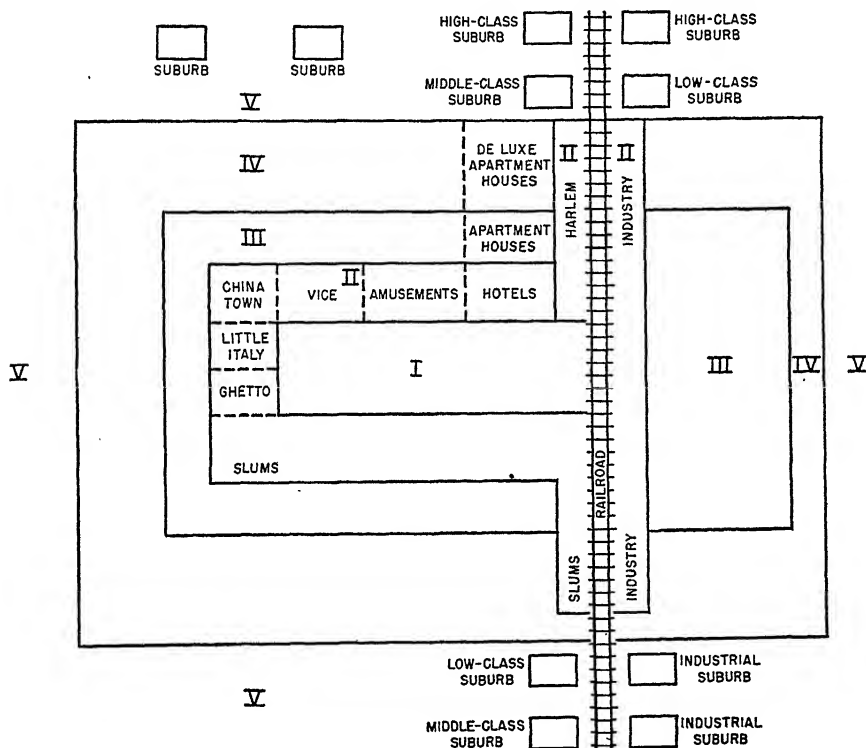 HIGH-CLASS
SUBURB
HIGH-CLASS
SUBURB
SUBURB
SUBURB
MIDDLE-CLASS
SUBURB
LOW-CLASS
SUBURB
V
IV
DE LUXE
APARTMENT
HOUSES
II
II
HARLEM
INDUSTRY
III
APARTMENT
HOUSES
CHINA
TOWN
VICE
II
AMUSEMENTS
HOTELS
LITTLE
ITALY
GHETTO
I
V
III
IV
V
SLUMS
RAILROAD
SLUMS
INDUSTRY
LOW-CLASS
SUBURB
INDUSTRIAL
SUBURB
V
MIDDLE-CLASS
SUBURB
INDUSTRIAL
SUBURB